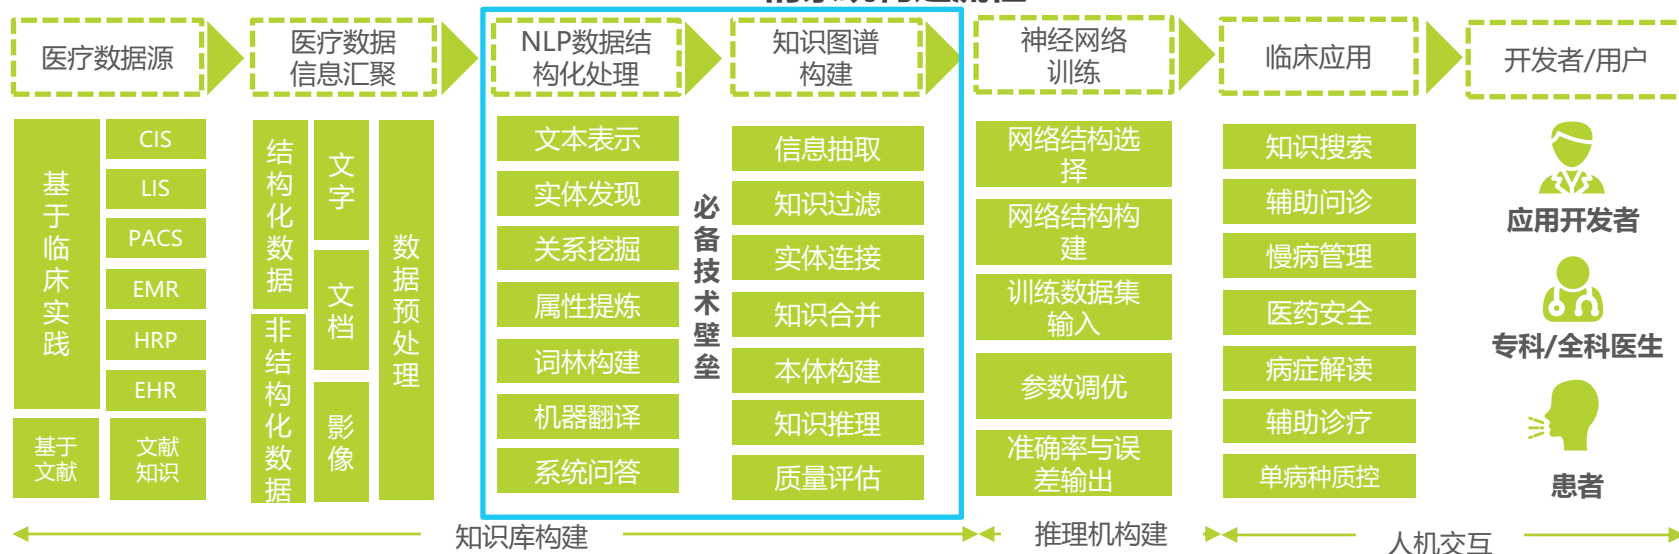 医疗数据源
医疗数据
信息汇聚
NLP数据结
构化处理
知识图谱
构建
神经网络
训练
临床应用
开发者/用户
基于临床实践
CIS
LIS
PACS
EMR
HRP
EHR
基于
文献
文献
知识
结构化数据
非结构化数据
文字
文档
影像
数据预处理
文本表示
实体发现
关系挖掘
属性提炼
词林构建
机器翻译
系统问答
必备技术壁垒
信息抽取
知识过滤
实体连接
知识合并
本体构建
知识推理
质量评估
网络结构选
择
网络结构构
建
训练数据集
输入
参数调优
准确率与误
差输出
知识搜索
辅助问诊
慢病管理
医药安全
病症解读
辅助诊疗
单病种质控
应用开发者
专科/全科医生
患者
知识库构建
推理机构建
人机交互